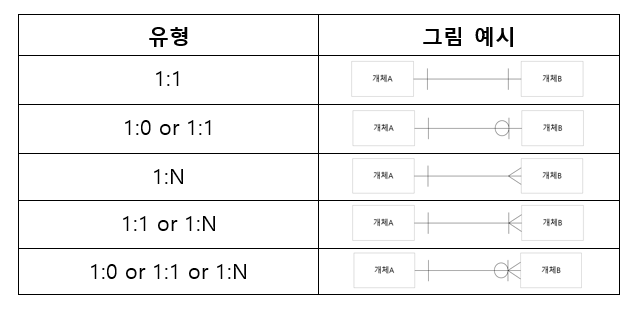 유형 그림 예시
1:1 개체A 개체B
1:0 or 1:1 개체A 개체B
1:N 개체A 개체B
1:1 or 1:N 개체A 개체B
1:0 or 1:1 or 1:N 개체A 개체B